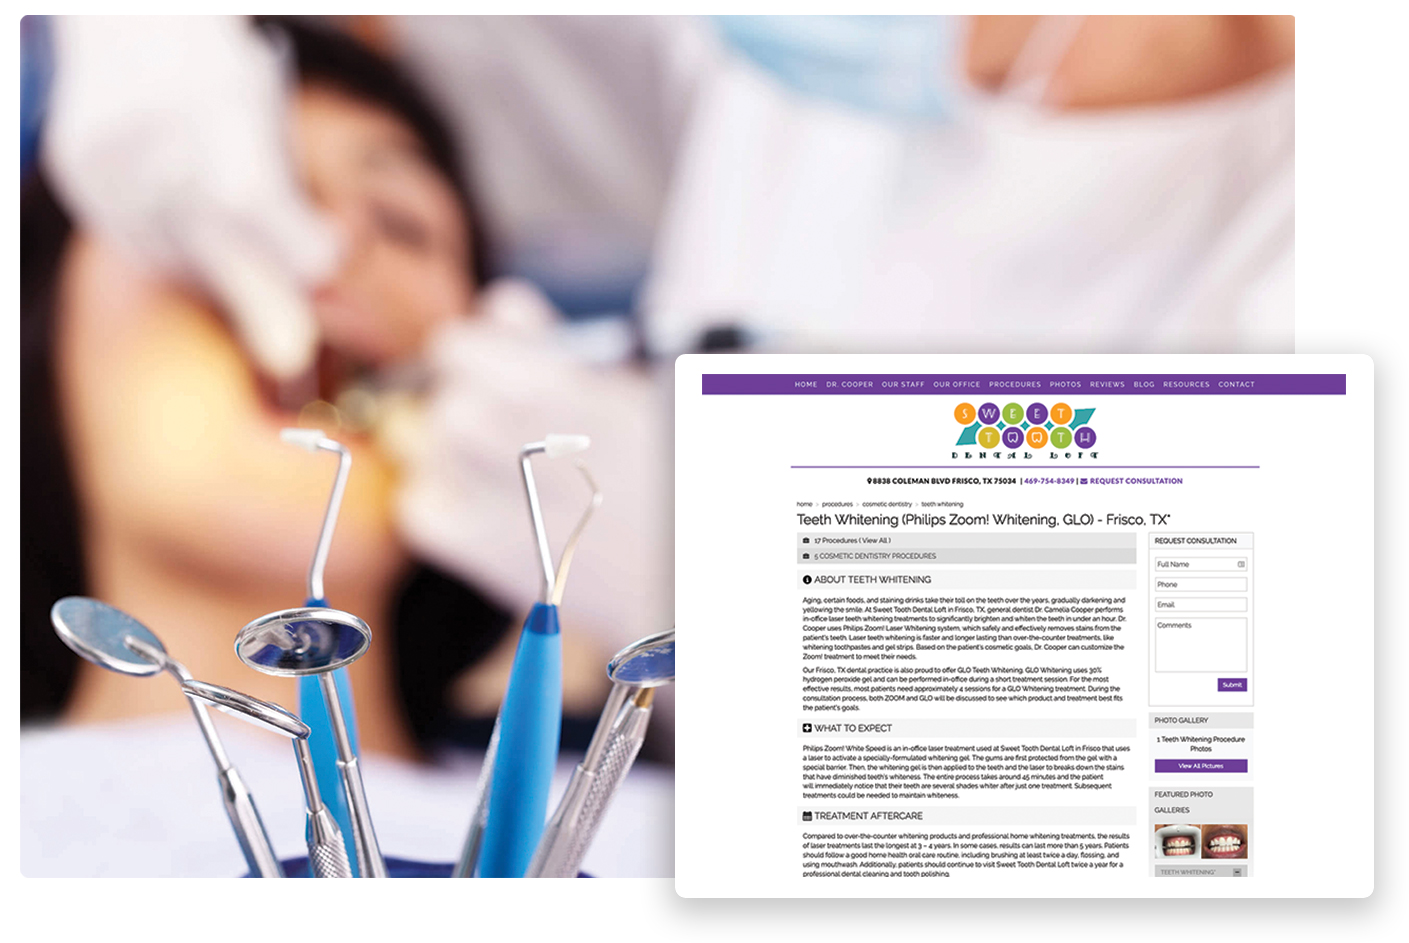 HOME DR. COOPER OUR STAFF OUR OFFICE PROCEDURES PHOTOS REVIEWS BLOG RESOURCES CONTACT
SWEET
TOOTH
DENTAL LOFT
8838 COLEMAN BLVD FRISCO, TX 75034 | 469-754-8349 | REQUEST CONSULTATION
home > procedures > cosmetic dentistry > teeth whitening
Teeth Whitening (Philips Zoom! Whitening, GLO) - Frisco, TX*
17 Procedures ( View All )
5 COSMETIC DENTISTRY PROCEDURES
ABOUT TEETH WHITENING
Aging, certain foods, and staining drinks take their toll on the teeth over the years, gradually darkening and
yellowing the smile. At Sweet Tooth Dental Loft in Frisco, TX, general dentist Dr. Camelia Cooper performs
in-office laser teeth whitening treatments to significantly brighten and whiten the teeth in under an hour. Dr.
Cooper uses Philips Zoom! Laser Whitening system, which safely and effectively removes stains from the
patient's teeth. Laser teeth whitening is faster and longer lasting than over-the-counter treatments, like
whitening toothpastes and gel strips. Based on the patient's cosmetic goals, Dr. Cooper can customize the
Zoom! treatment to meet their needs.
Our Frisco, TX dental practice is also proud to offer GLO Teeth Whitening. GLO Whitening uses 30%
hydrogen peroxide gel and can be performed in-office during a short treatment session. For the most
effective results, most patients need approximately 4 sessions for a GLO Whitening treatment. During the
consultation process, both ZOOM and GLO will be discussed to see which product and treatment best fits
the patient's goals.
WHAT TO EXPECT
Philips Zoom! White Speed is an in-office laser treatment used at Sweet Tooth Dental Loft in Frisco that uses
a laser to activate a specially-formulated whitening gel. The gums are first protected from the gel with a
special barrier. Then, the whitening gel is then applied to the teeth and the laser to breaks down the stains
that have diminished teeth's whiteness. The entire process takes around 45 minutes and the patient
will immediately notice that their teeth are several shades whiter after just one treatment. Subsequent
treatments could be needed to maintain whiteness.
TREATMENT AFTERCARE
Compared to over-the-counter whitening products and professional home whitening treatments, the results
of laser treatments last the longest at 3 – 4 years. In some cases, results can last more than 5 years. Patients
should follow a good home health oral care routine, including brushing at least twice a day, flossing, and
using mouthwash. Additionally, patients should continue to visit Sweet Tooth Dental Loft twice a year for a
professional dental cleaning and tooth polishing.
REQUEST CONSULTATION
Full Name
Phone
Email
Comments
Submit
PHOTO GALLERY
1 Teeth Whitening Procedure
Photos
View All Pictures
FEATURED PHOTO
GALLERIES
TEETH WHITENING*